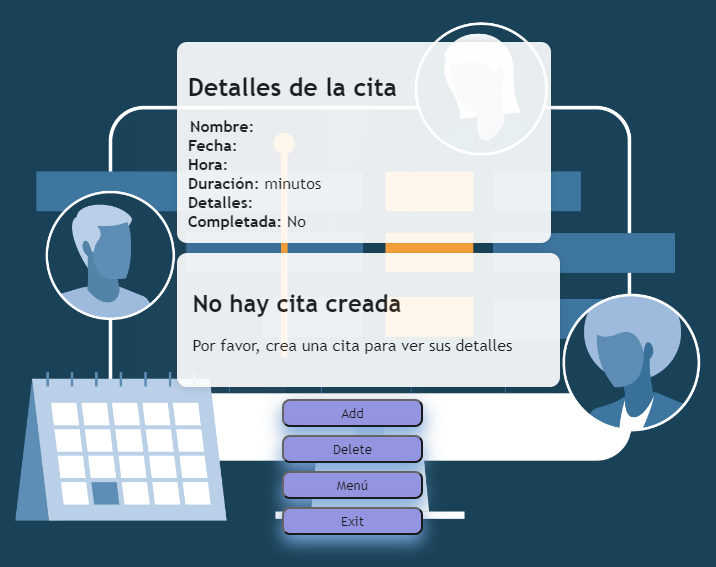 Detalles de la cita
Nombre:
Fecha:
Hora:
Duración: minutos
Detalles:
Completada: No
No hay cita creada
Por favor, crea una cita para ver sus detalles
Add
Delete
Menú
Exit